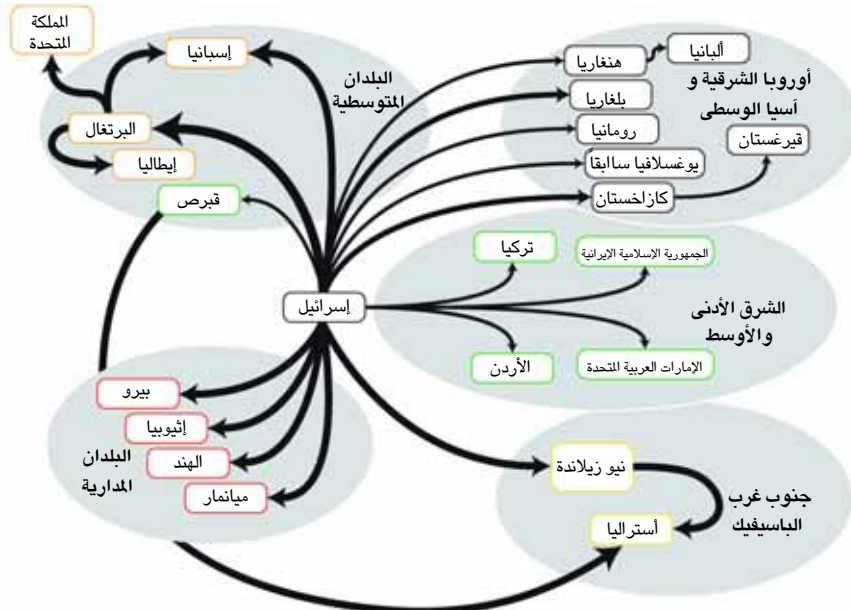 المملكة
المتحدة
إسبانيا
البلدان
المتوسطية
البرتغال
إيطاليا
قبرص
هنغاريا
ألبانيا
أوروبا الشرقية و
آسيا الوسطى
بلغاريا
رومانيا
قيرغستان
يوغسلافيا ساابقاً
كازاخستان
تركيا
الجمهورية الإسلامية الإيرانية
إسرائيل
الشرق الأدنى
والأوسط
الأردن
الإمارات العربية المتحدة
بيرو
إثيوبيا
الهند
ميانمار
البلدان
المدارية
نيو زيلاندة
أستراليا
جنوب غرب
الباسيفيك